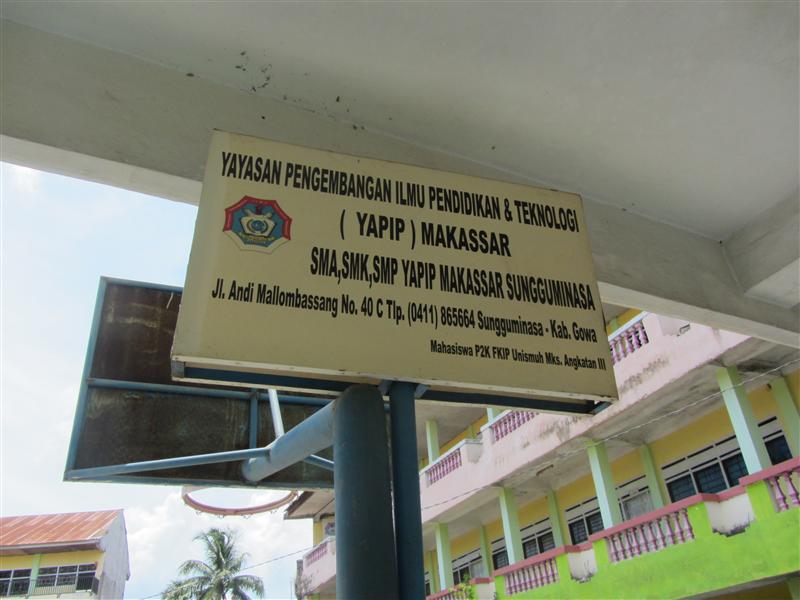 YAYASAN PENGEMBANGAN ILMU PENDIDIKAN & TEKNOLOGI
( YAPIP ) MAKASSAR
SMA,SMK,SMP YAPIP MAKASSAR SUNGGUMINASA
Jl. Andi Mallombassang No. 40 C Tlp. (0411) 865664 Sungguminasa - Kab. Gowa
Mahasiswa P2K FKIP Unismuh Mks. Angkatan III